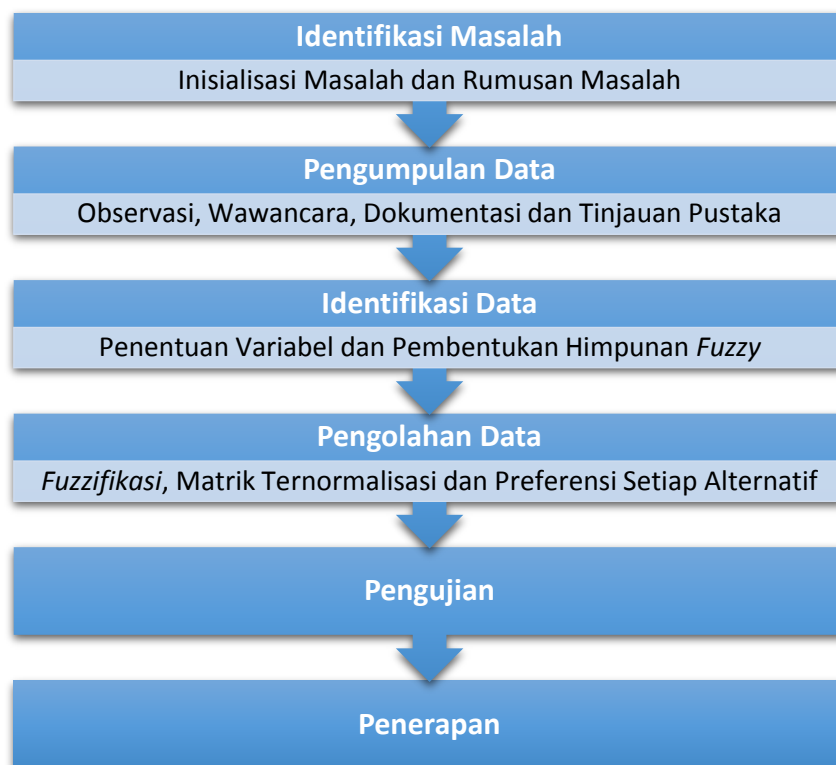 Identifikasi Masalah
Inisialisasi Masalah dan Rumusan Masalah
Pengumpulan Data
Observasi, Wawancara, Dokumentasi dan Tinjauan Pustaka
Identifikasi Data
Penentuan Variabel dan Pembentukan Himpunan Fuzzy
Pengolahan Data
Fuzzifikasi, Matrik Ternormalisasi dan Preferensi Setiap Alternatif
Pengujian
Penerapan